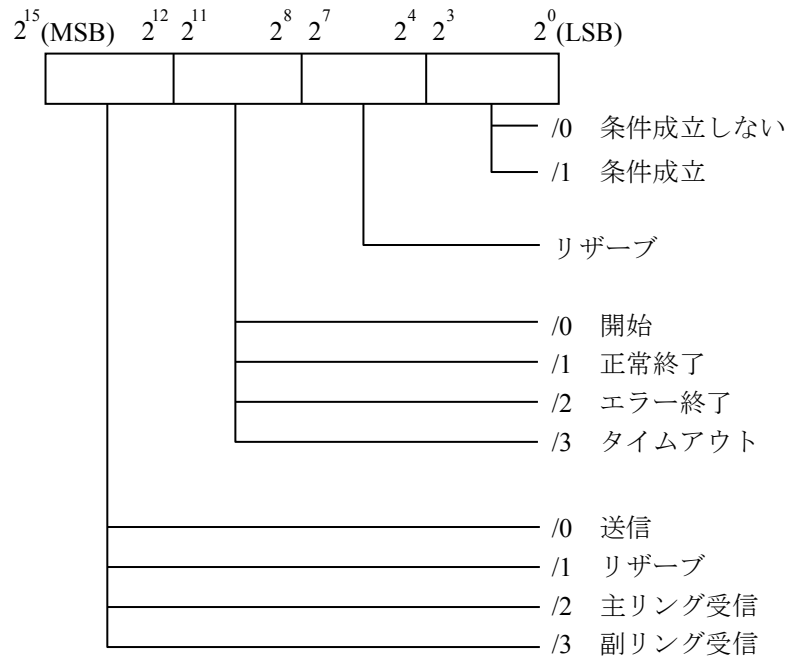 2^15(MSB) 2^12 2^11 2^8 2^7 2^4 2^3 2^0(LSB)
/0 条件成立しない
/1 条件成立
リザーブ
/0 開始
/1 正常終了
/2 エラー終了
/3 タイムアウト
/0 送信
/1 リザーブ
/2 主リング受信
/3 副リング受信